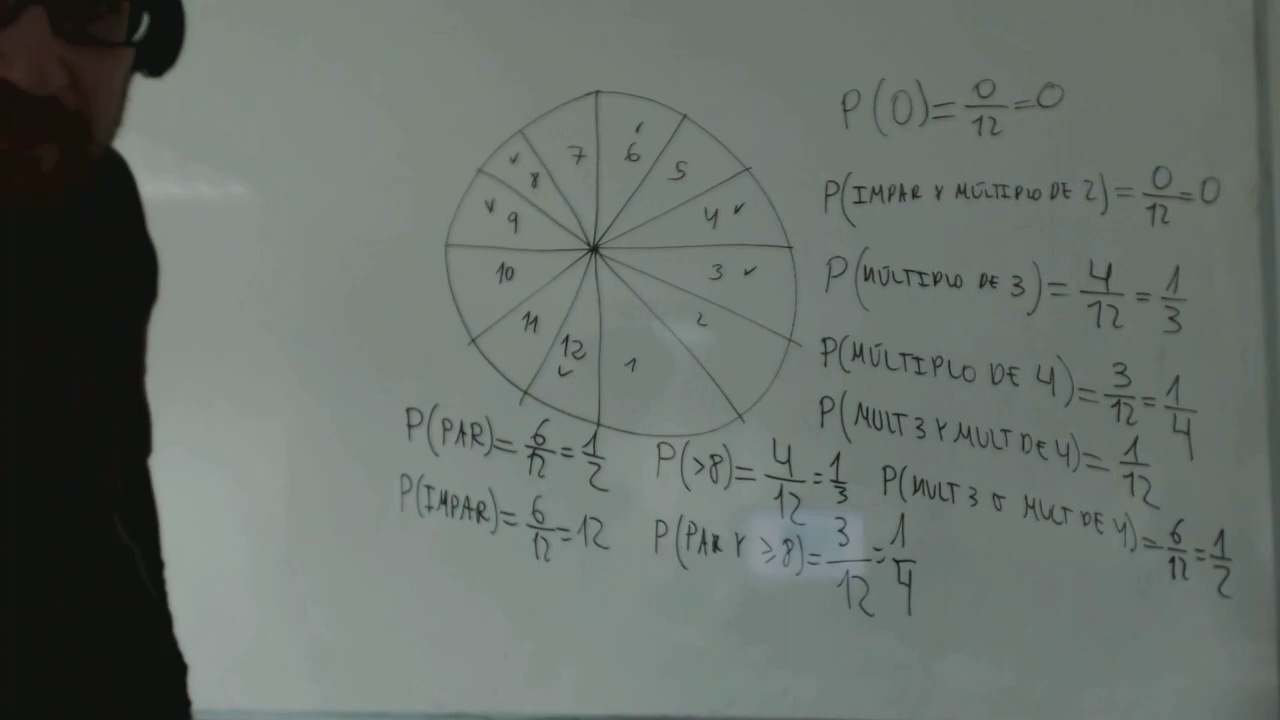 7 6 ✓
✓ 8 5
✓ 9 4 ✓
10 3 ✓
11 2
12 ✓ 1
P(0)=0/12=0
P(IMPAR Y MÚLTIPLO DE 2)=0/12=0
P(MÚLTIPLO DE 3)=4/12=1/3
P(MÚLTIPLO DE 4)=3/12=1/4
P(MULT 3 Y MULT DE 4)=1/12
P(MULT 3 O MULT DE 4)=6/12=1/2
P(PAR)=6/12=1/2
P(IMPAR)=6/12=12
P(>8)=4/12=1/3
P(PAR Y ≥8)=3/12=1/4